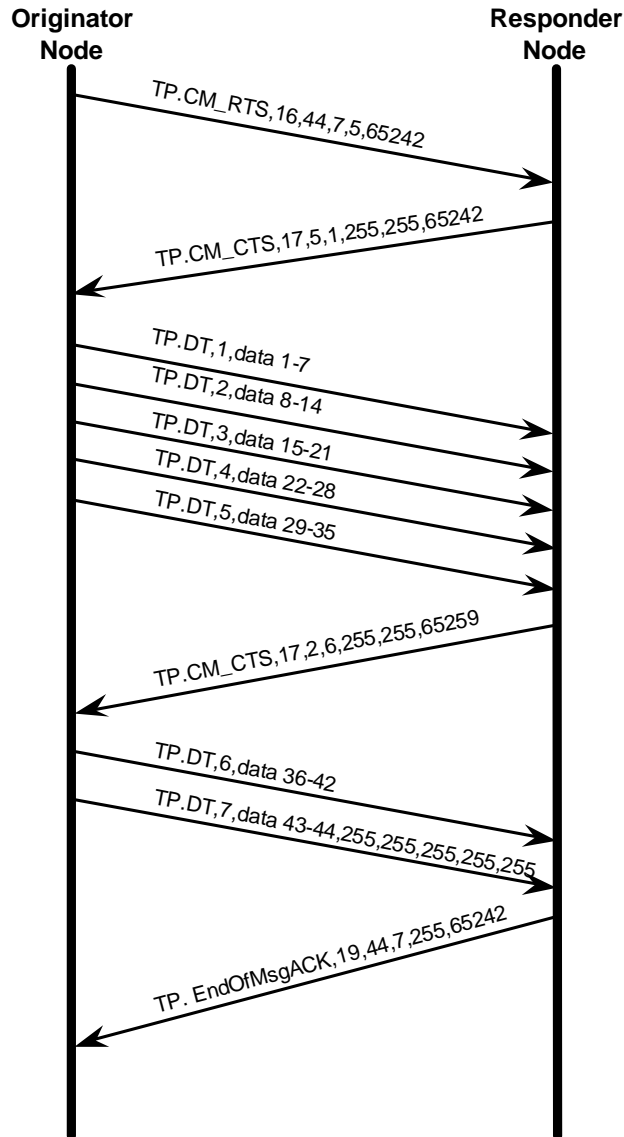 Originator
Node
Responder
Node
TP.CM_RTS,16,44,7,5,65242
TP.CM_CTS,17,5,1,255,255,65242
TP.DT,1,data 1-7
TP.DT,2,data 8-14
TP.DT,3,data 15-21
TP.DT,4,data 22-28
TP.DT,5,data 29-35
TP.CM_CTS,17,2,6,255,255,65259
TP.DT,6,data 36-42
TP.DT,7,data 43-44,255,255,255,255,255
TP. EndOfMsgACK,19,44,7,255,65242